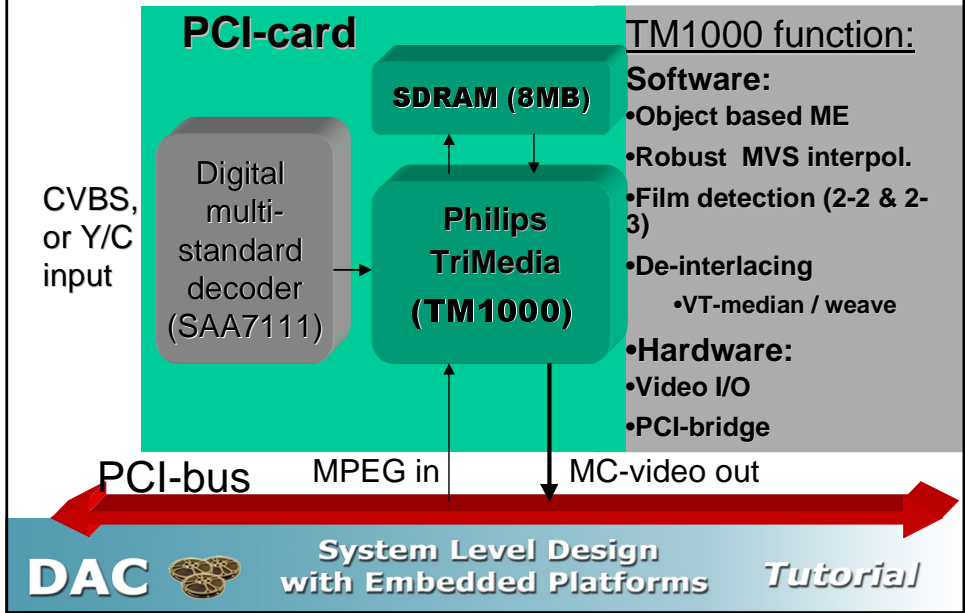 PCI-card
SDRAM (8MB)
CVBS,
or Y/C
input
Digital
multi-
standard
decoder
(SAA7111)
Philips
TriMedia
(TM1000)
TM1000 function:
Software:
•Object based ME
•Robust  MVS interpol.
•Film detection (2-2 & 2-
3)
•De-interlacing
•VT-median / weave
•Hardware:
•Video I/O
•PCI-bridge
PCI-bus
MPEG in
MC-video out
DAC
System Level Design
with Embedded Platforms
Tutorial